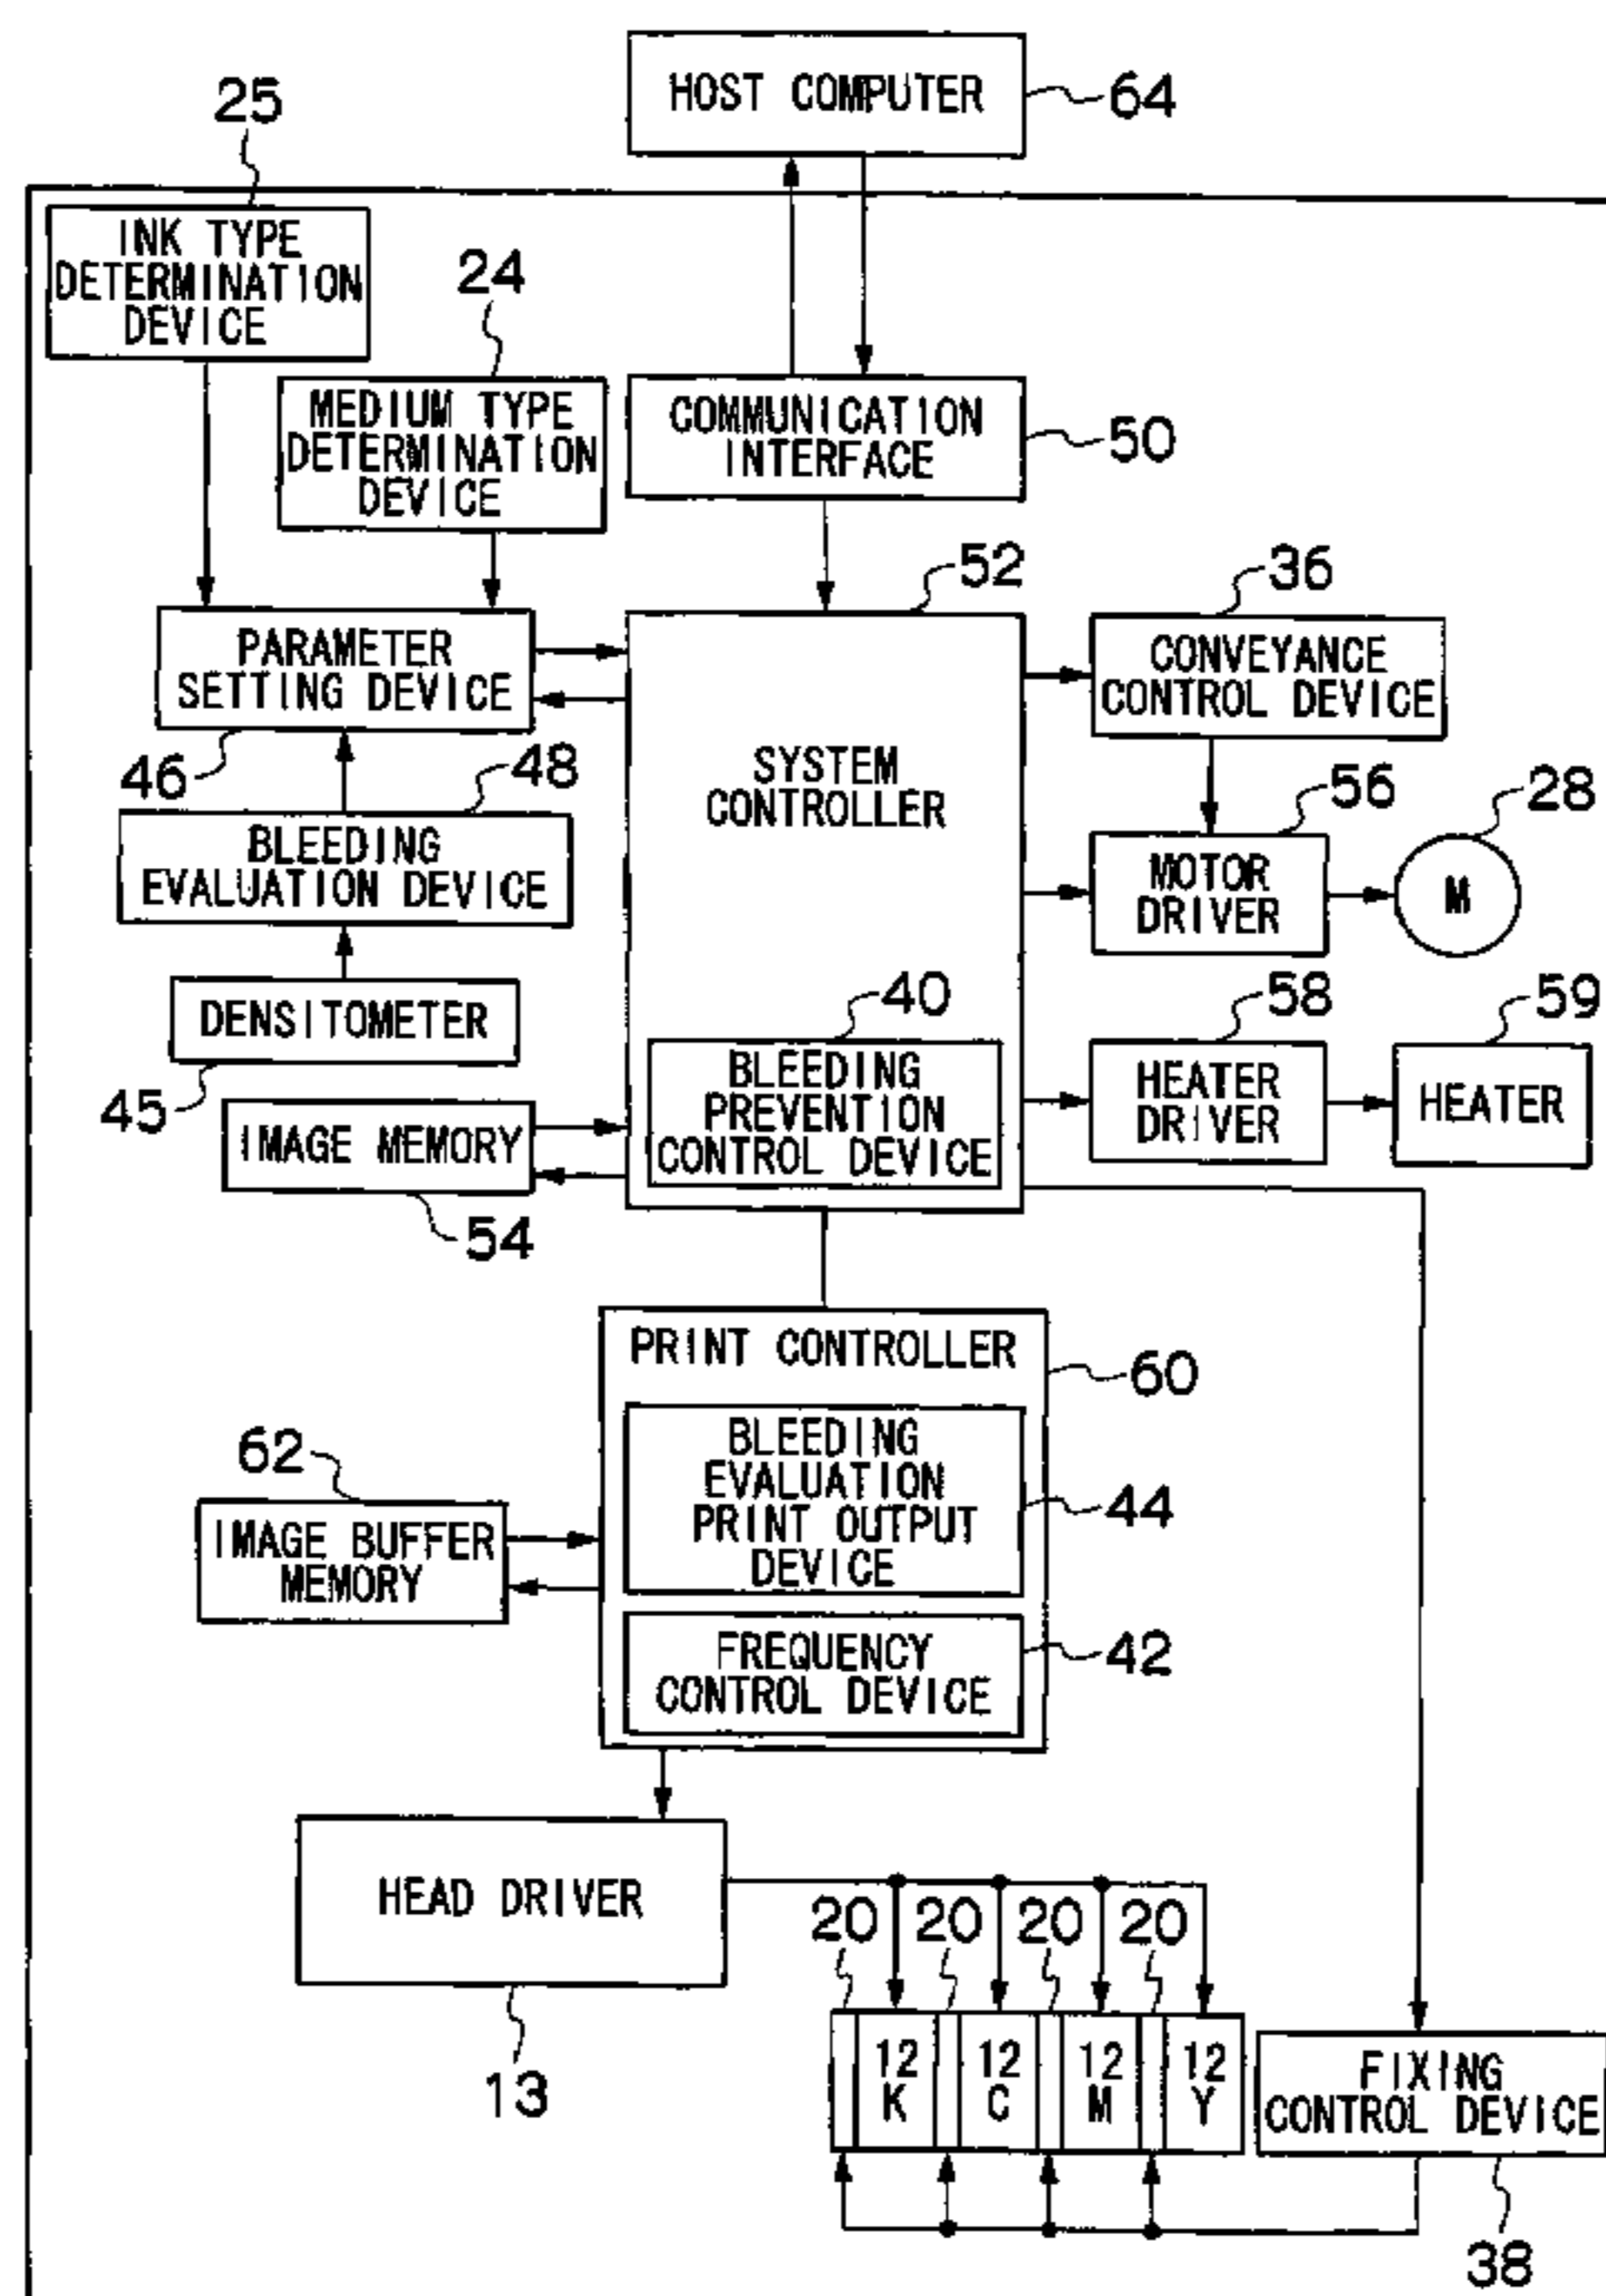 HOST COMPUTER
64
25
INK TYPE
DETERMINATION
DEVICE
24
MEDIUM TYPE
DETERMINATION
DEVICE
COMMUNICATION
INTERFACE
50
52
36
PARAMETER
SETTING DEVICE
46
SYSTEM
CONTROLLER
CONVEYANCE
CONTROL DEVICE
48
56
28
BLEEDING
EVALUATION DEVICE
MOTOR
DRIVER
M
DENSITOMETER
45
40
58
59
BLEEDING
PREVENTION
CONTROL DEVICE
HEATER
DRIVER
HEATER
IMAGE MEMORY
54
PRINT CONTROLLER
60
BLEEDING
EVALUATION
PRINT OUTPUT
DEVICE
44
62
IMAGE BUFFER
MEMORY
FREQUENCY
CONTROL DEVICE
42
HEAD DRIVER
13
20 20 20 20
12 12 12 12
K C M Y
FIXING
CONTROL DEVICE
38